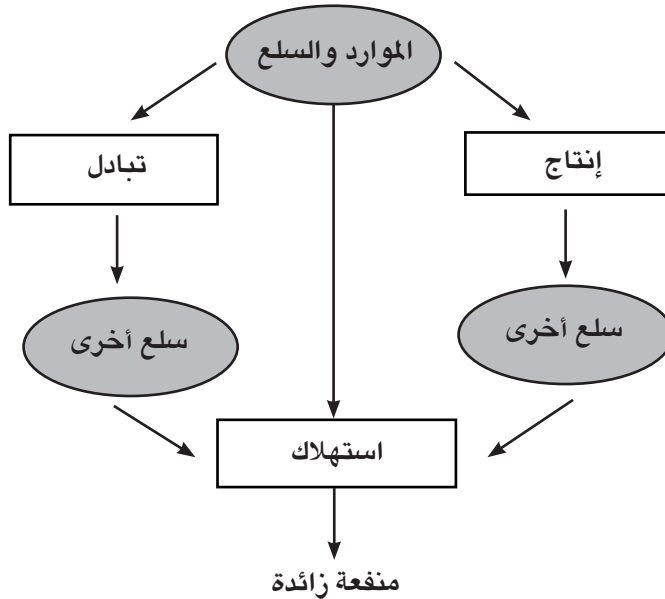 الموارد والسلع
إنتاج
تبادل
سلع أخرى
سلع أخرى
استهلاك
منفعة زائدة